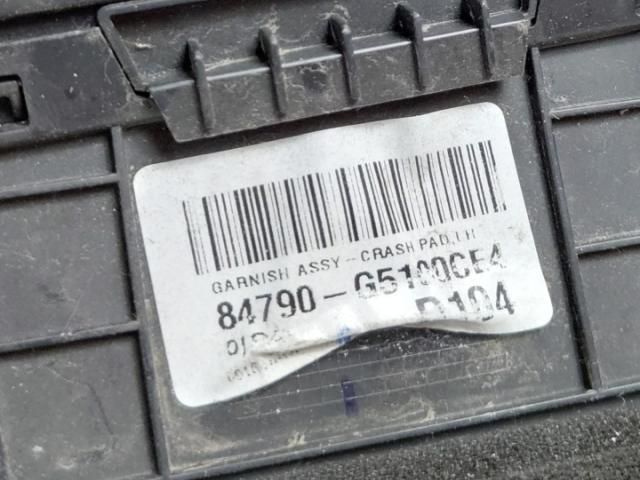 GARNISH ASSY-CRASH PAD,LH
84790-G5100CE4
D104